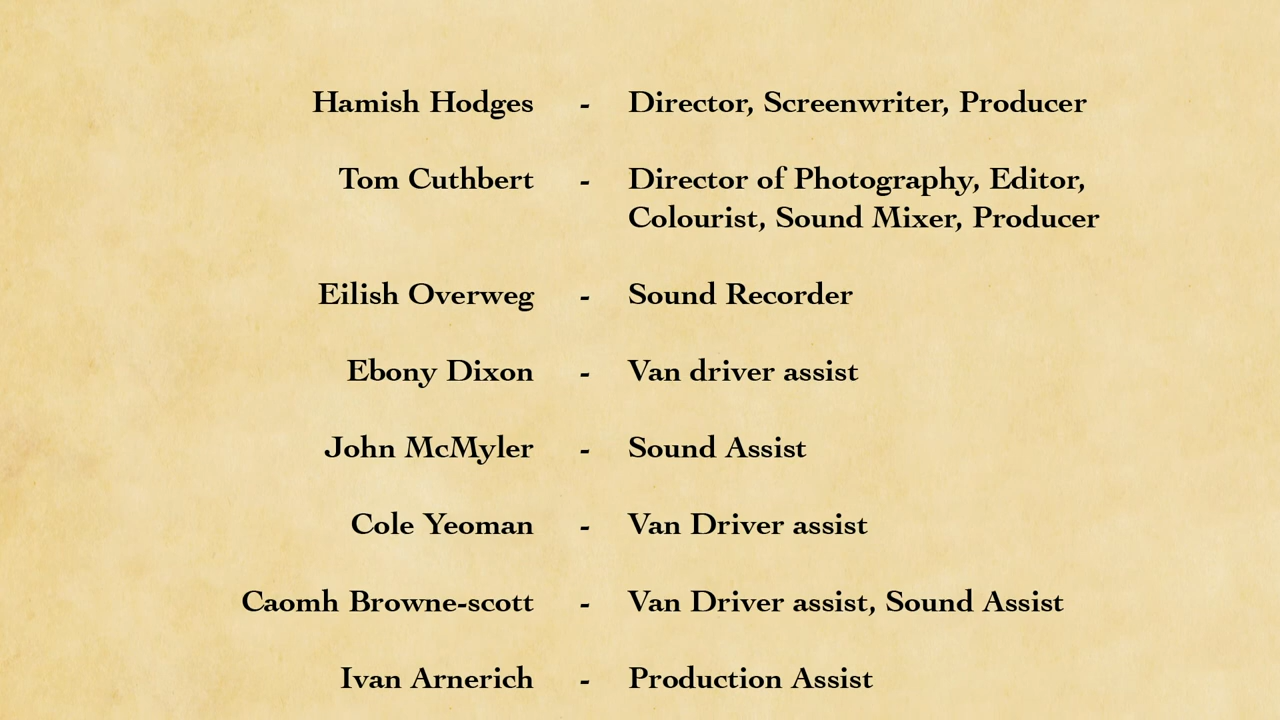 Hamish Hodges - Director, Screenwriter, Producer
Tom Cuthbert - Director of Photography, Editor,
Colourist, Sound Mixer, Producer
Eilish Overweg - Sound Recorder
Ebony Dixon - Van driver assist
John McMyler - Sound Assist
Cole Yeoman - Van Driver assist
Caomh Browne-scott - Van Driver assist, Sound Assist
Ivan Arnerich - Production Assist